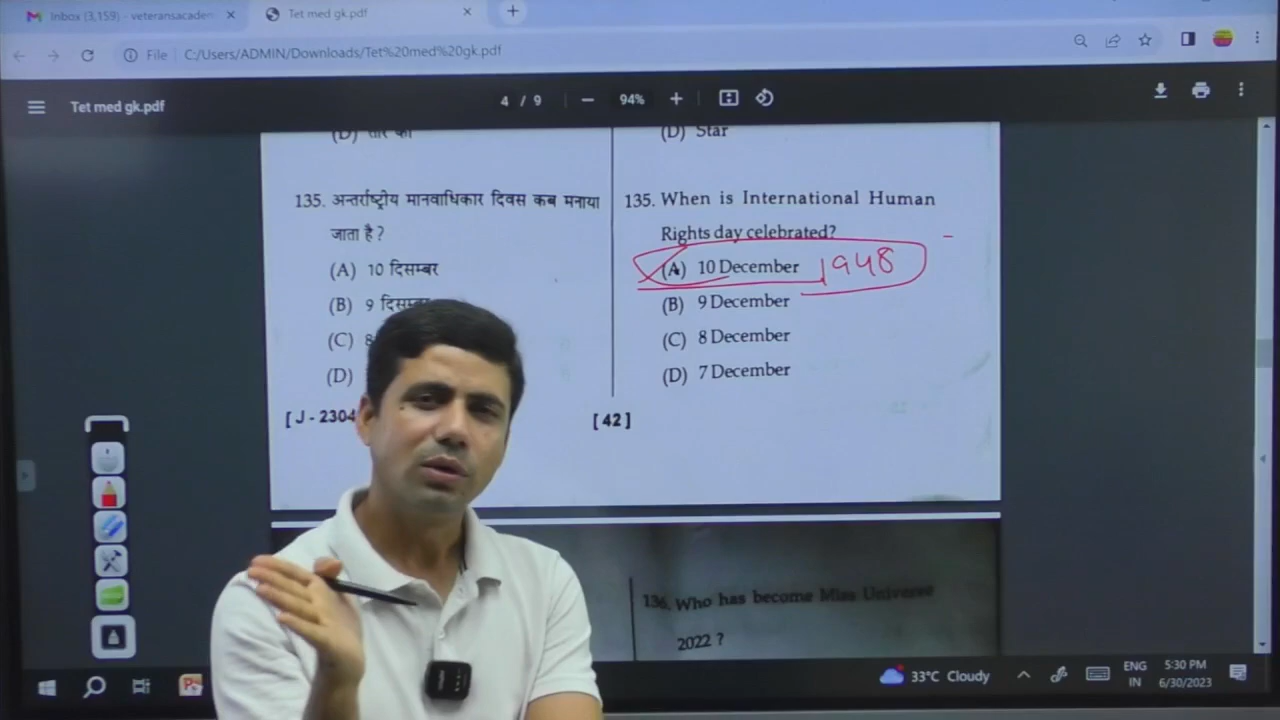 Inbox (3,159) - veteransacaden
Tet med gk.pdf
File C:/Users/ADMIN/Downloads/Tet%20med%20gk.pdf
Tet med gk.pdf
4 / 9
94%
(D) तार का
(D) Star
135. अन्तर्राष्ट्रीय मानवाधिकार दिवस कब मनाया
जाता है ?
(A) 10 दिसम्बर
(B) 9 दिसम्बर
(C) 8
(D)
[ J - 2304
[ 42 ]
135. When is International Human
Rights day celebrated?
(A) 10 December 1948
(B) 9 December
(C) 8 December
(D) 7 December
136. Who has become Miss Universe
2022 ?
33°C Cloudy
ENG
IN
5:30 PM
6/30/2023